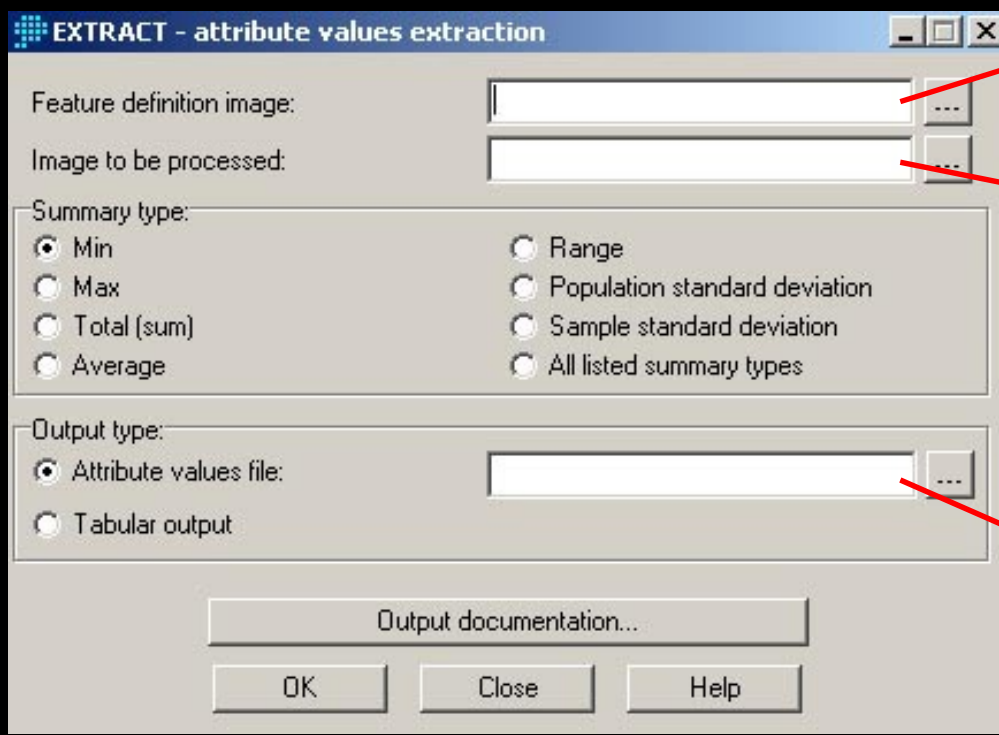 EXTRACT - attribute values extraction
Feature definition image: ...
Image to be processed: ...
Summary type:
Min Range
Max Population standard deviation
Total (sum) Sample standard deviation
Average All listed summary types
Output type:
Attribute values file: ...
Tabular output
Output documentation...
OK Close Help